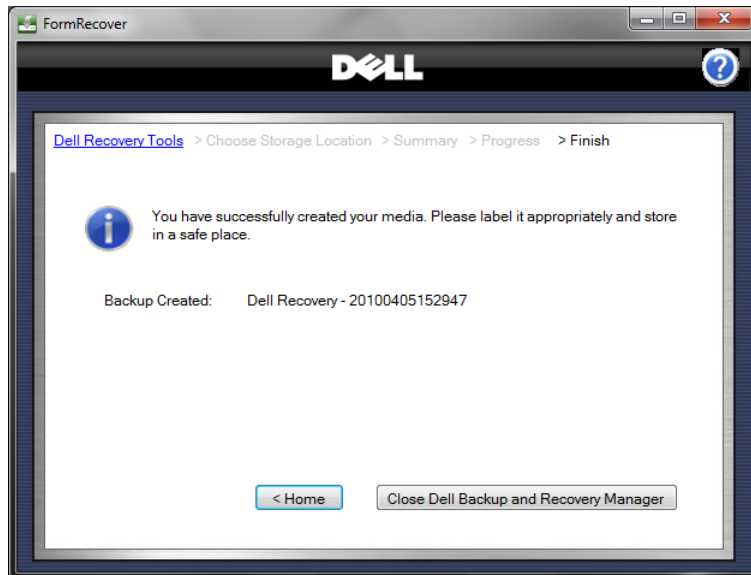 FormRecover
DELL
?
Dell Recovery Tools > Choose Storage Location > Summary > Progress > Finish
You have successfully created your media. Please label it appropriately and store
in a safe place.
Backup Created: Dell Recovery - 20100405152947
< Home Close Dell Backup and Recovery Manager